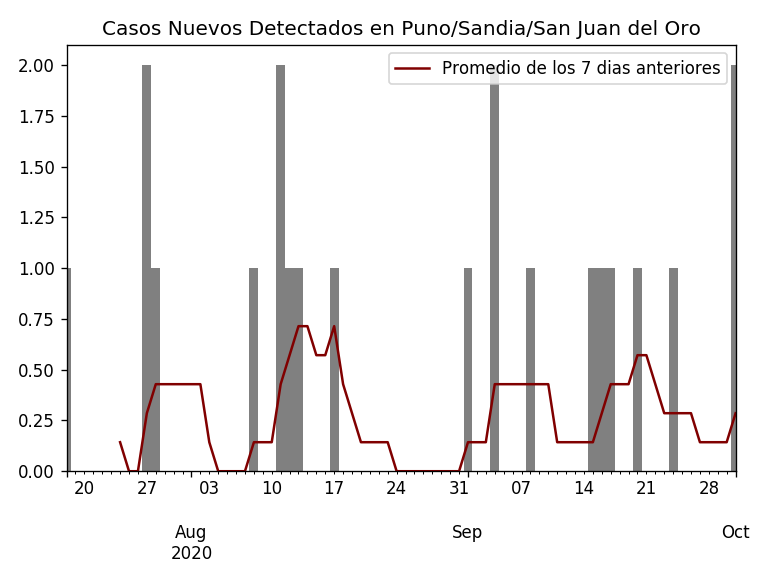 Casos Nuevos Detectados en Puno/Sandia/San Juan del Oro
Promedio de los 7 dias anteriores
2.00
1.75
1.50
1.25
1.00
0.75
0.50
0.25
0.00
20 27 03 10 17 24 31 07 14 21 28
Aug Sep Oct
2020